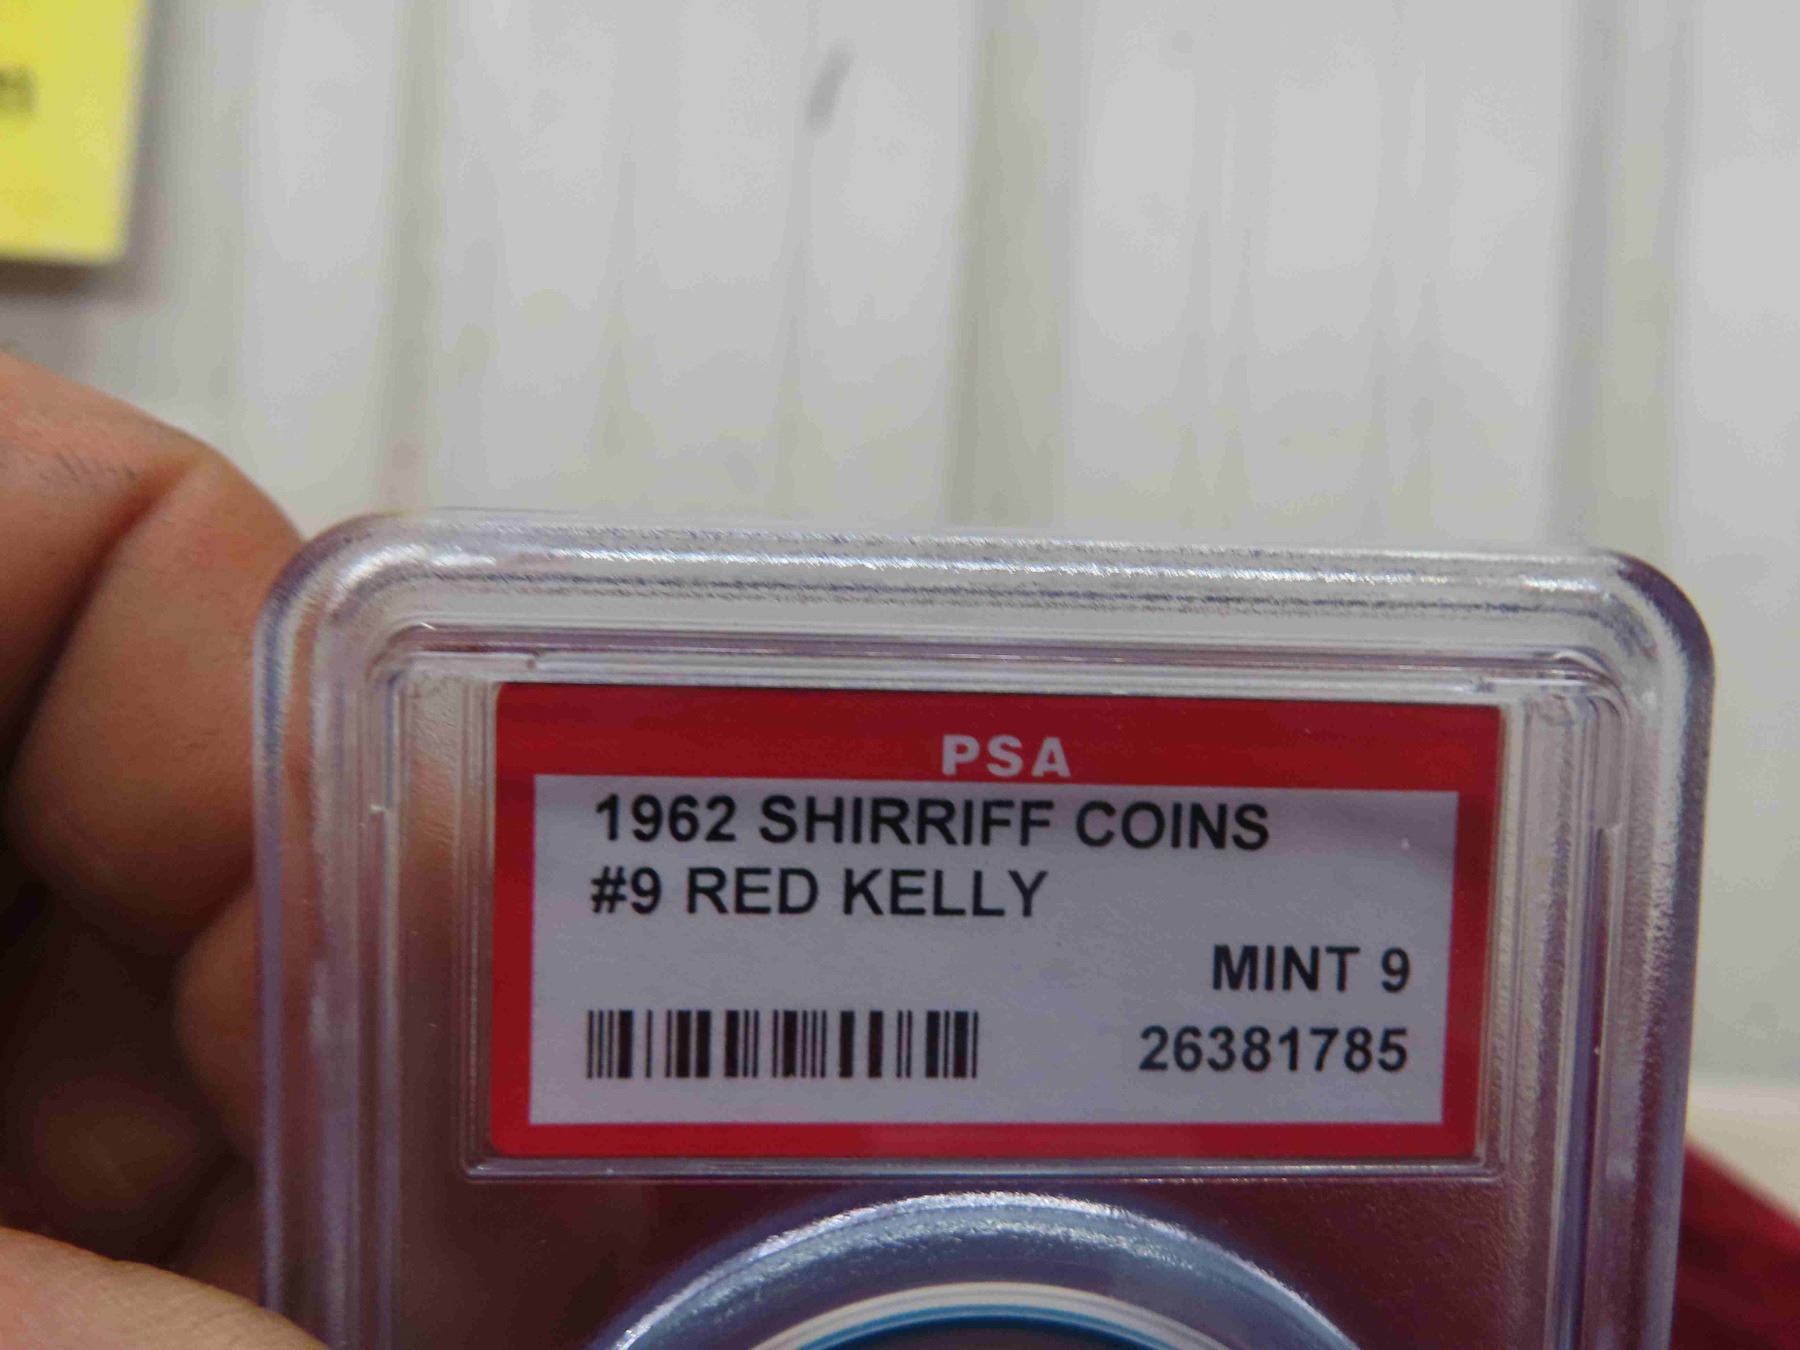 PSA
1962 SHIRRIFF COINS
#9 RED KELLY
MINT 9
26381785